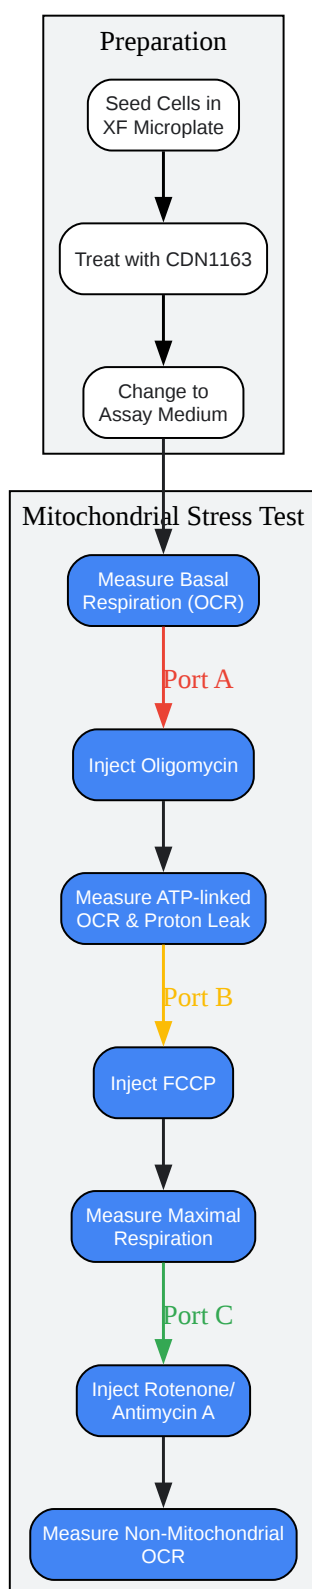 Preparation
Seed Cells in
XF Microplate
Treat with CDN1163
Change to
Assay Medium
Mitochondrial Stress Test
Measure Basal
Respiration (OCR)
Port A
Inject Oligomycin
Measure ATP-linked
OCR & Proton Leak
Port B
Inject FCCP
Measure Maximal
Respiration
Port C
Inject Rotenone/
Antimycin A
Measure Non-Mitochondrial
OCR